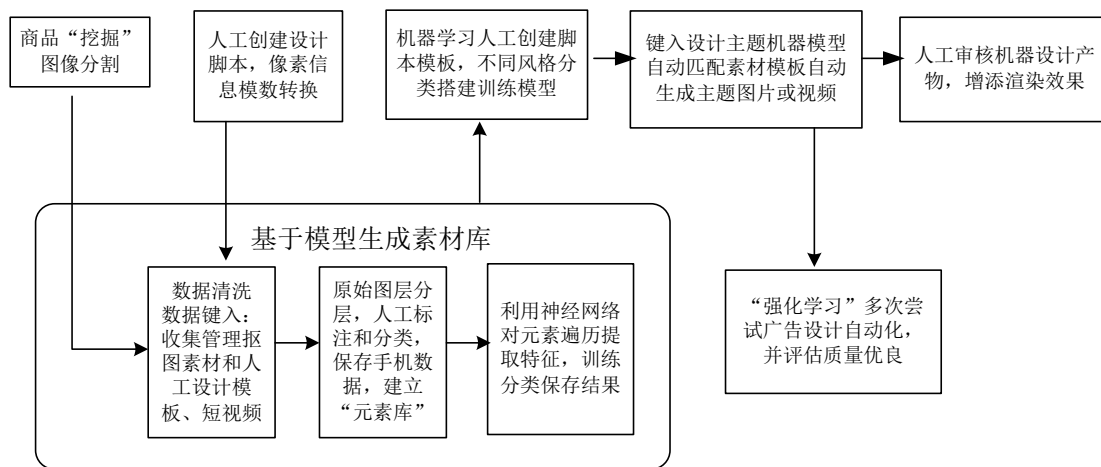 商品“挖掘”
图像分割
人工创建设计
脚本，像素信
息模数转换
机器学习人工创建脚
本模板，不同风格分
类搭建训练模型
键入设计主题机器模型
自动匹配素材模板自动
生成主题图片或视频
人工审核机器设计产
物，增添渲染效果
基于模型生成素材库
数据清洗
数据键入：
收集管理抠
图素材和人
工设计模
板、短视频
原始图层分
层，人工标
注和分类，
保存手机数
据，建立
“元素库”
利用神经网络
对元素遍历提
取特征，训练
分类保存结果
“强化学习”多次尝
试广告设计自动化，
并评估质量优良